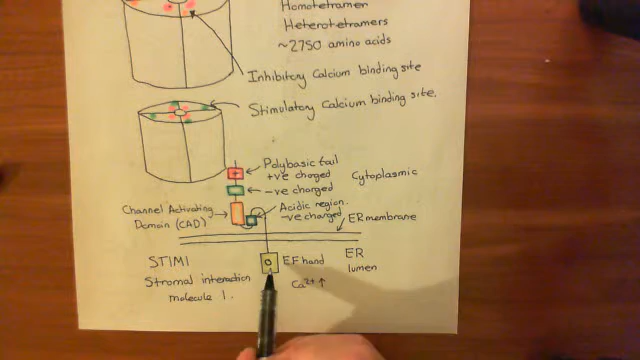 Homotetramer
Heterotetramers
~2750 amino acids
Inhibitory Calcium binding site
Stimulatory Calcium binding site.
Polybasic tail
+ve charged
-ve charged
Cytoplasmic
Channel Activating
Domain (CAD)
Acidic region.
-ve charged
ER membrane
STIM1
Stromal interaction
molecule 1.
EF hand
Ca2+ ↑
ER
lumen